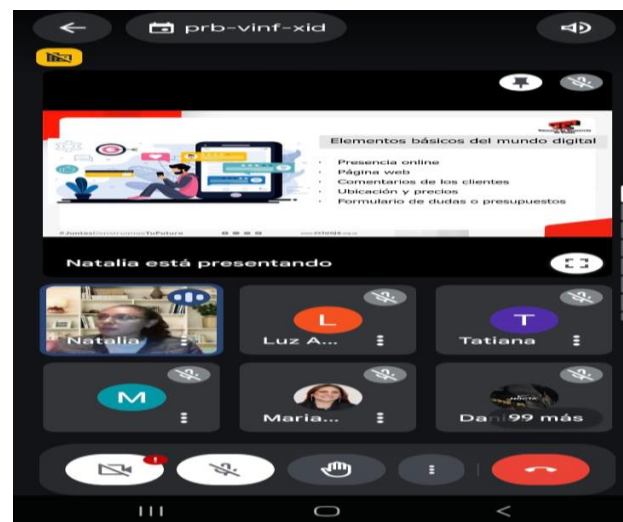 prb-vinf-xid
Elementos básicos del mundo digital
· Presencia online
· Página web
· Comentarios de los clientes
· Ubicación y precios
· Formulario de dudas o presupuestos
#JuntosConstruimosTuFuturo
Natalia está presentando
Natalia
L
Luz A...
T
Tatiana
M
Maria...
Dani
99 más